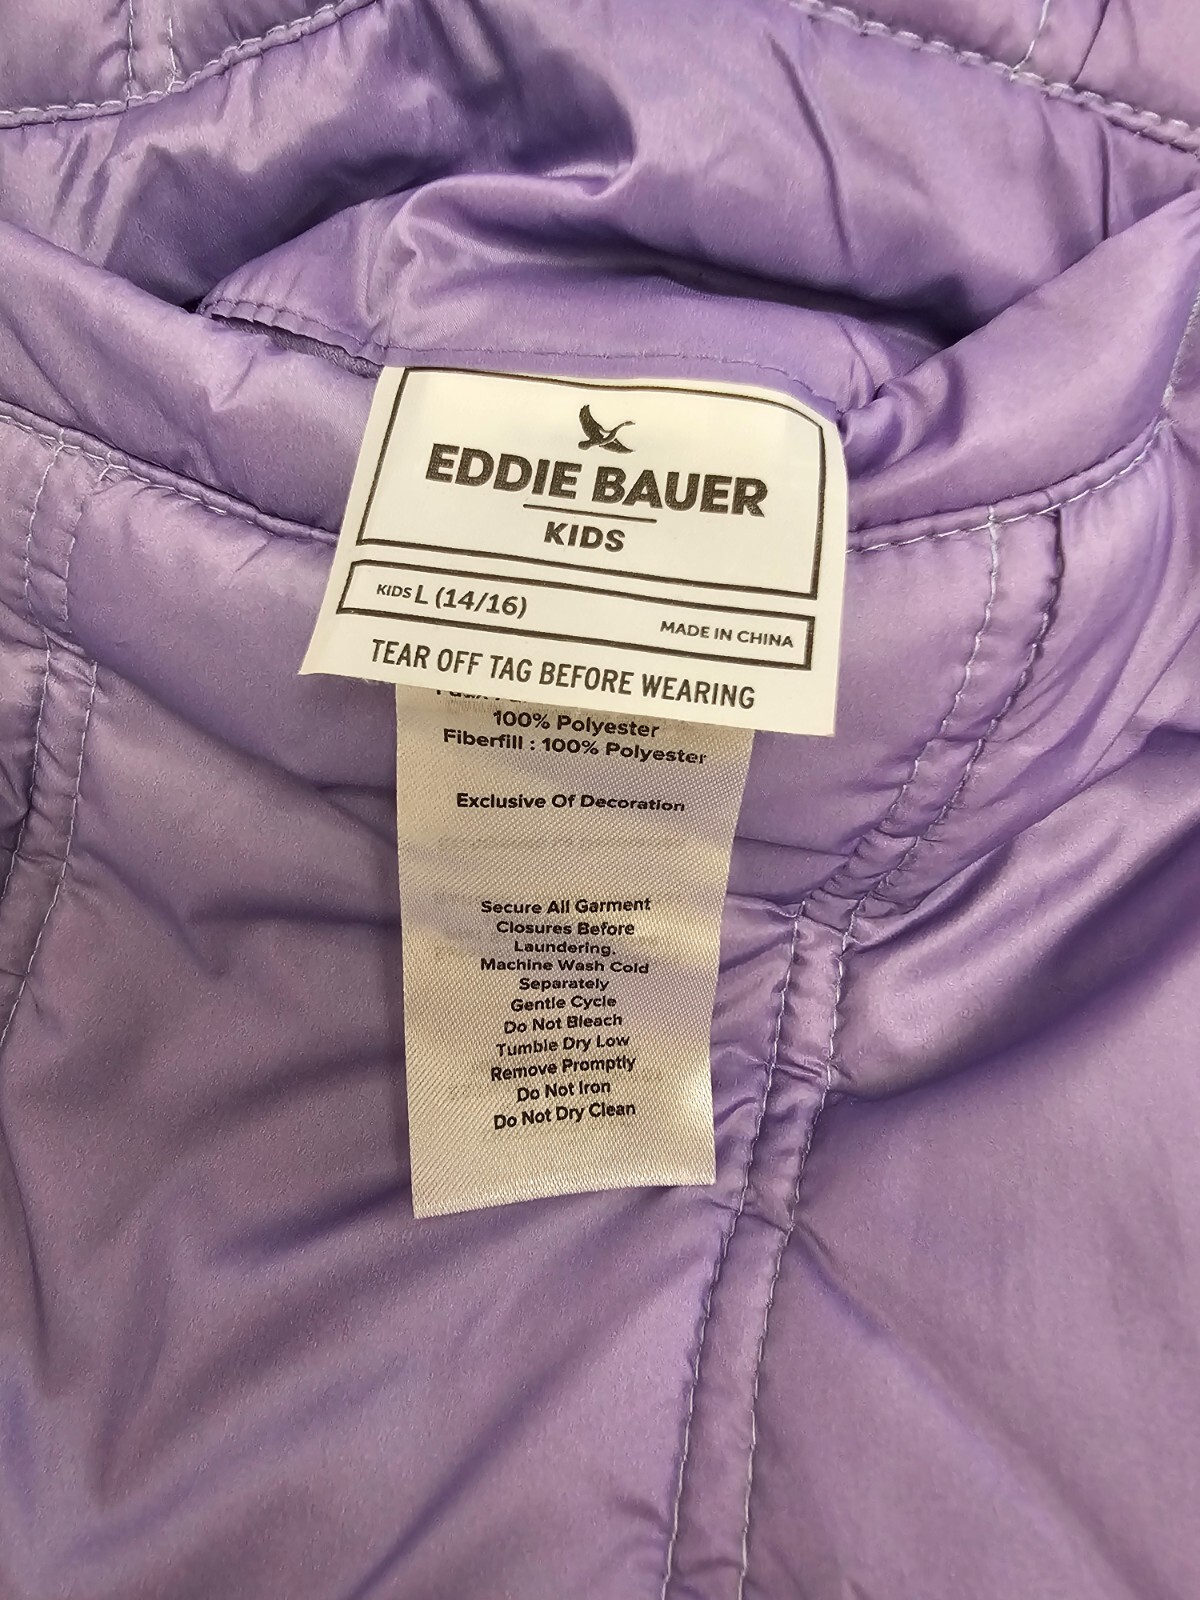 EDDIE BAUER
KIDS
KIDS L (14/16)
MADE IN CHINA
TEAR OFF TAG BEFORE WEARING
100% Polyester
Fiberfill : 100% Polyester
Exclusive Of Decoration
Secure All Garment
Closures Before
Laundering.
Machine Wash Cold
Separately
Gentle Cycle
Do Not Bleach
Tumble Dry Low
Remove Promptly
Do Not Iron
Do Not Dry Clean